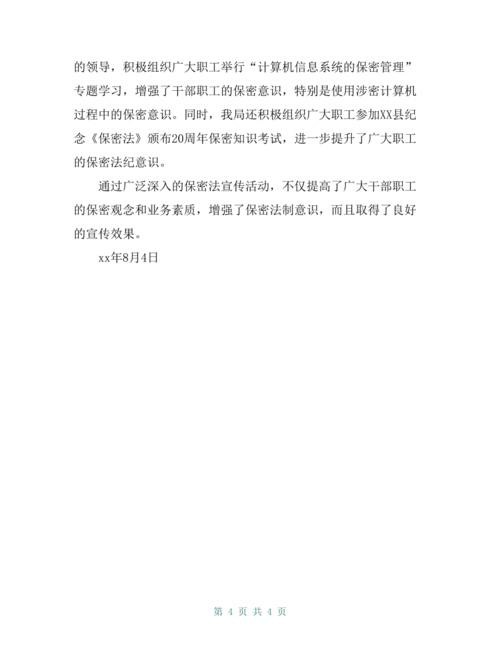 的领导，积极组织广大职工举行“计算机信息系统的保密管理”
专题学习，增强了干部职工的保密意识，特别是使用涉密计算机
过程中的保密意识。同时，我局还积极组织广大职工参加XX县纪
念《保密法》颁布20周年保密知识考试，进一步提升了广大职工
的保密法纪意识。
通过广泛深入的保密法宣传活动，不仅提高了广大干部职工
的保密观念和业务素质，增强了保密法制意识，而且取得了良好
的宣传效果。
xx年8月4日
第 4 页 共 4 页